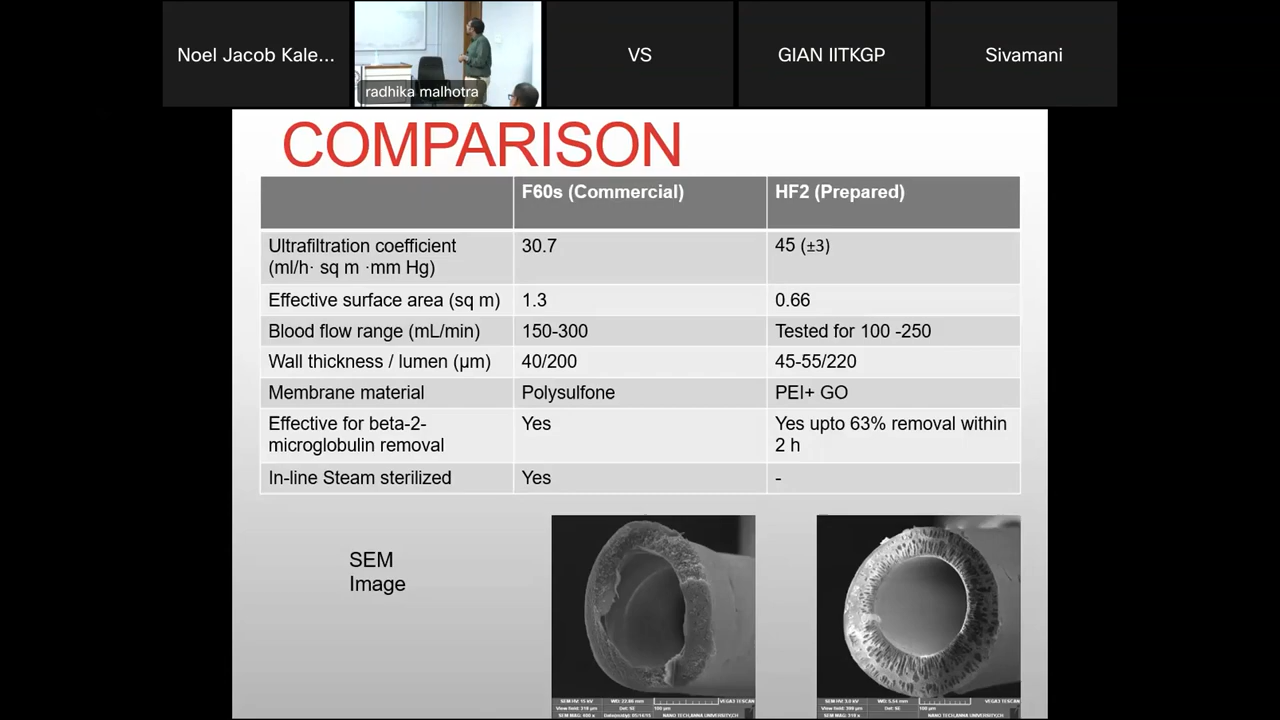 Noel Jacob Kale...
radhika malhotra
VS
GIAN IITKGP
Sivamani
COMPARISON
F60s (Commercial)
HF2 (Prepared)
Ultrafiltration coefficient
(ml/h· sq m ·mm Hg)
30.7
45 (±3)
Effective surface area (sq m)
1.3
0.66
Blood flow range (mL/min)
150-300
Tested for 100 -250
Wall thickness / lumen (µm)
40/200
45-55/220
Membrane material
Polysulfone
PEI+ GO
Effective for beta-2-
microglobulin removal
Yes
Yes upto 63% removal within
2 h
In-line Steam sterilized
Yes
-
SEM
Image